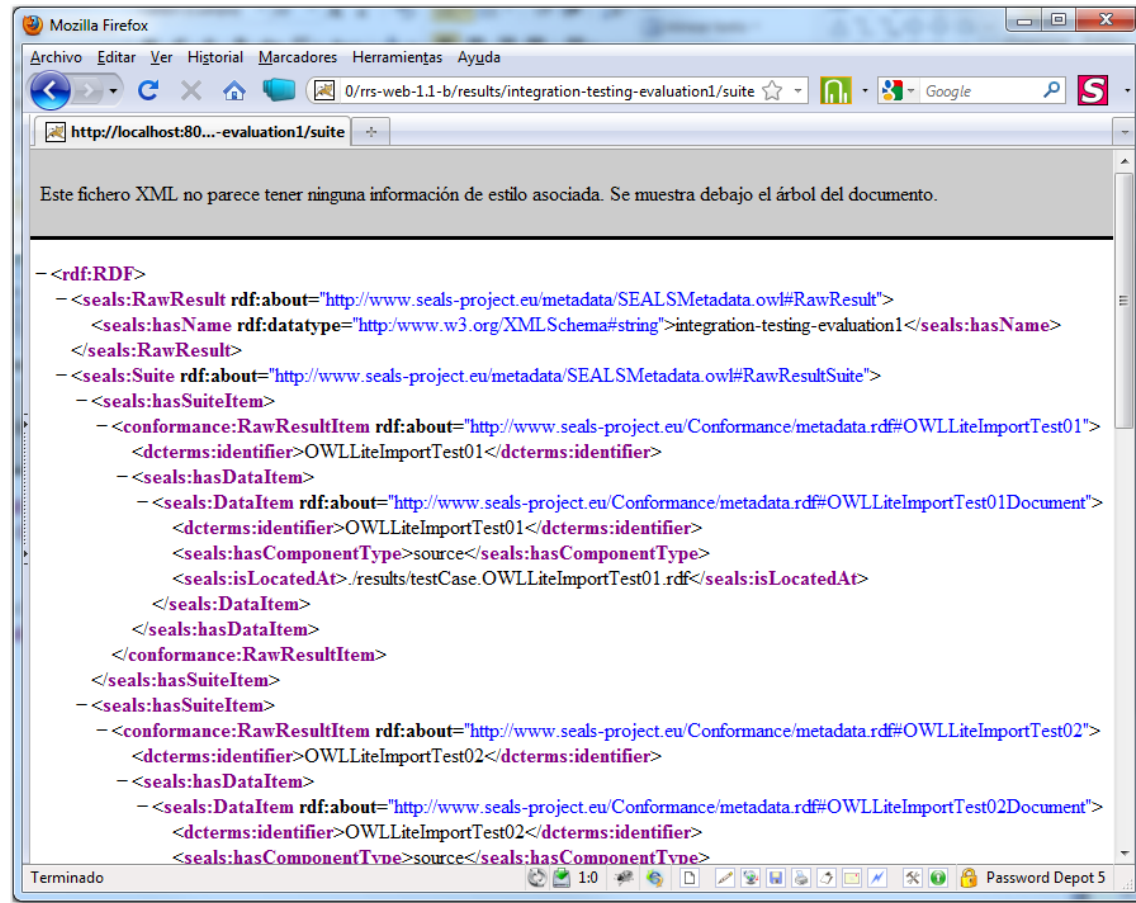 Mozilla Firefox
Archivo Editar Ver Historial Marcadores Herramientas Ayuda
0/rrs-web-1.1-b/results/integration-testing-evaluation1/suite Google S
http://localhost:80...-evaluation1/suite
Este fichero XML no parece tener ninguna información de estilo asociada. Se muestra debajo el árbol del documento.
−<rdf:RDF>
−<seals:RawResult rdf:about="http://www.seals-project.eu/metadata/SEALSMetadata.owl#RawResult">
<seals:hasName rdf:datatype="http:/www.w3.org/XMLSchema#string">integration-testing-evaluation1</seals:hasName>
</seals:RawResult>
−<seals:Suite rdf:about="http://www.seals-project.eu/metadata/SEALSMetadata.owl#RawResultSuite">
−<seals:hasSuiteItem>
−<conformance:RawResultItem rdf:about="http://www.seals-project.eu/Conformance/metadata.rdf#OWLLiteImportTest01">
<dcterms:identifier>OWLLiteImportTest01</dcterms:identifier>
−<seals:hasDataItem>
−<seals:DataItem rdf:about="http://www.seals-project.eu/Conformance/metadata.rdf#OWLLiteImportTest01Document">
<dcterms:identifier>OWLLiteImportTest01</dcterms:identifier>
<seals:hasComponentType>source</seals:hasComponentType>
<seals:isLocatedAt>./results/testCase.OWLLiteImportTest01.rdf</seals:isLocatedAt>
</seals:DataItem>
</seals:hasDataItem>
</conformance:RawResultItem>
</seals:hasSuiteItem>
−<seals:hasSuiteItem>
−<conformance:RawResultItem rdf:about="http://www.seals-project.eu/Conformance/metadata.rdf#OWLLiteImportTest02">
<dcterms:identifier>OWLLiteImportTest02</dcterms:identifier>
−<seals:hasDataItem>
−<seals:DataItem rdf:about="http://www.seals-project.eu/Conformance/metadata.rdf#OWLLiteImportTest02Document">
<dcterms:identifier>OWLLiteImportTest02</dcterms:identifier>
<seals:hasComponentType>source</seals:hasComponentType>
Terminado 1:0 Password Depot 5